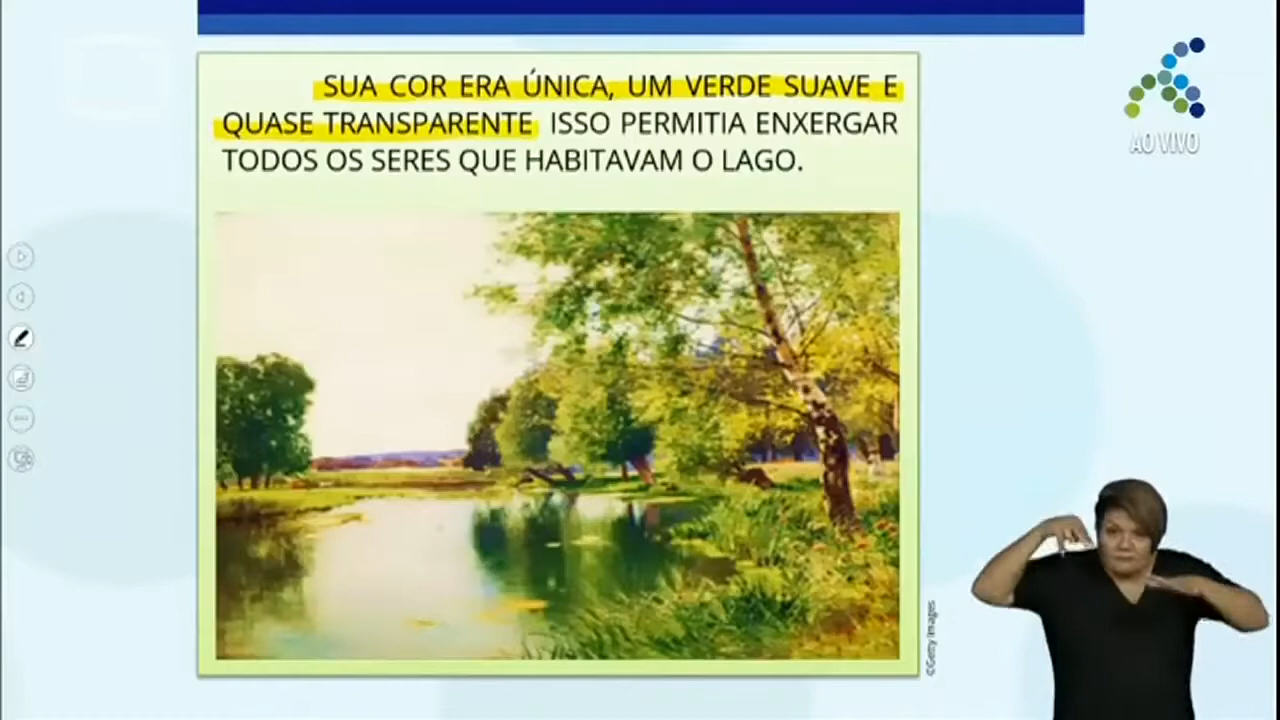 SUA COR ERA ÚNICA, UM VERDE SUAVE E
QUASE TRANSPARENTE ISSO PERMITIA ENXERGAR
TODOS OS SERES QUE HABITAVAM O LAGO.
AO VIVO
©Getty Images